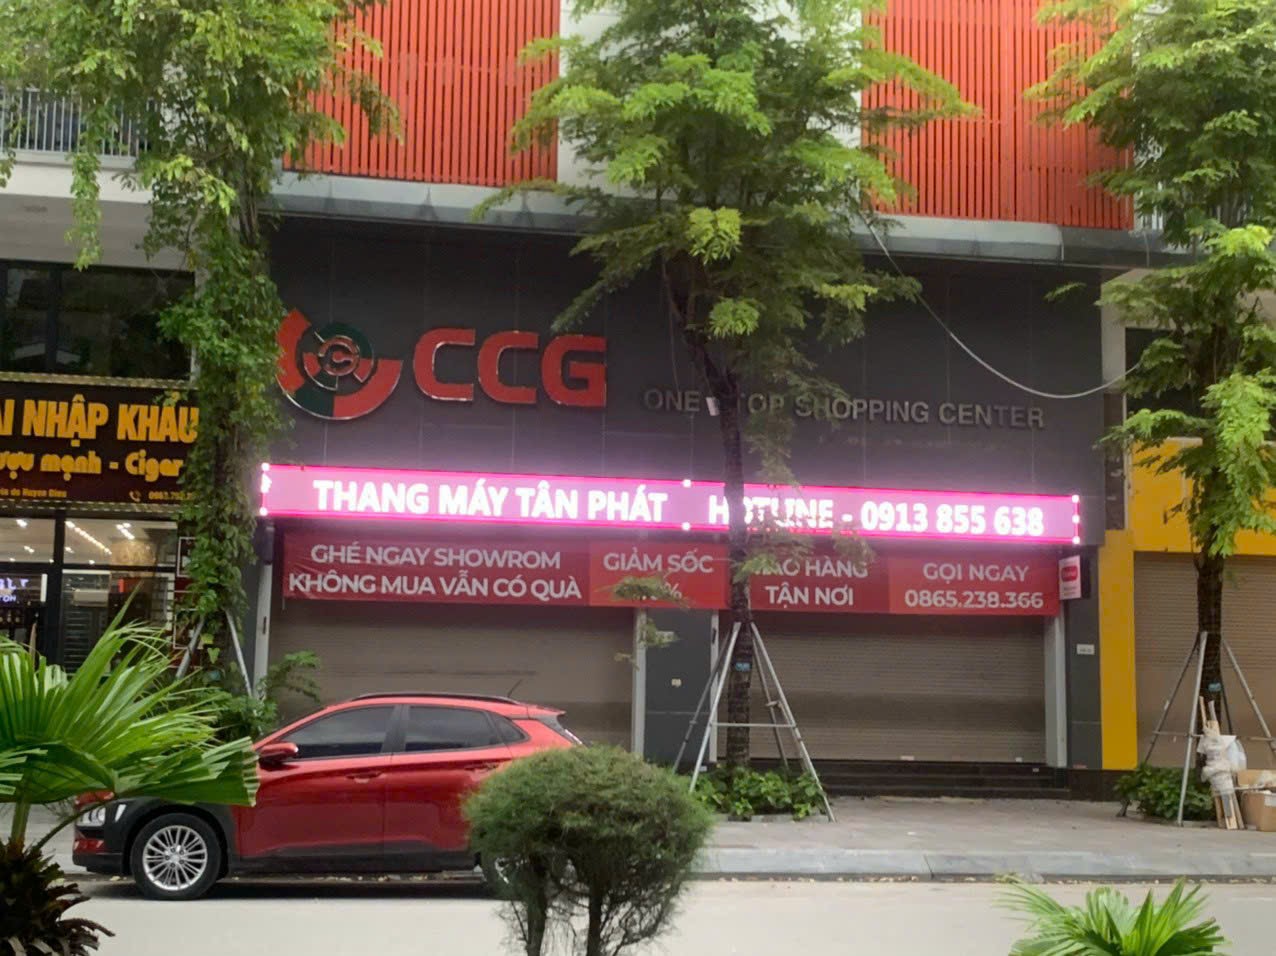 CCG
ONE STOP SHOPPING CENTER
NHẬP KHẨU
mạnh - Cigar
THANG MÁY TÂN PHÁT HOTLINE - 0913 855 638
GHÉ NGAY SHOWROM
KHÔNG MUA VẪN CÓ QUÀ
GIẢM SỐC
%
HÀNG
TẬN NƠI
GỌI NGAY
0865.238.366